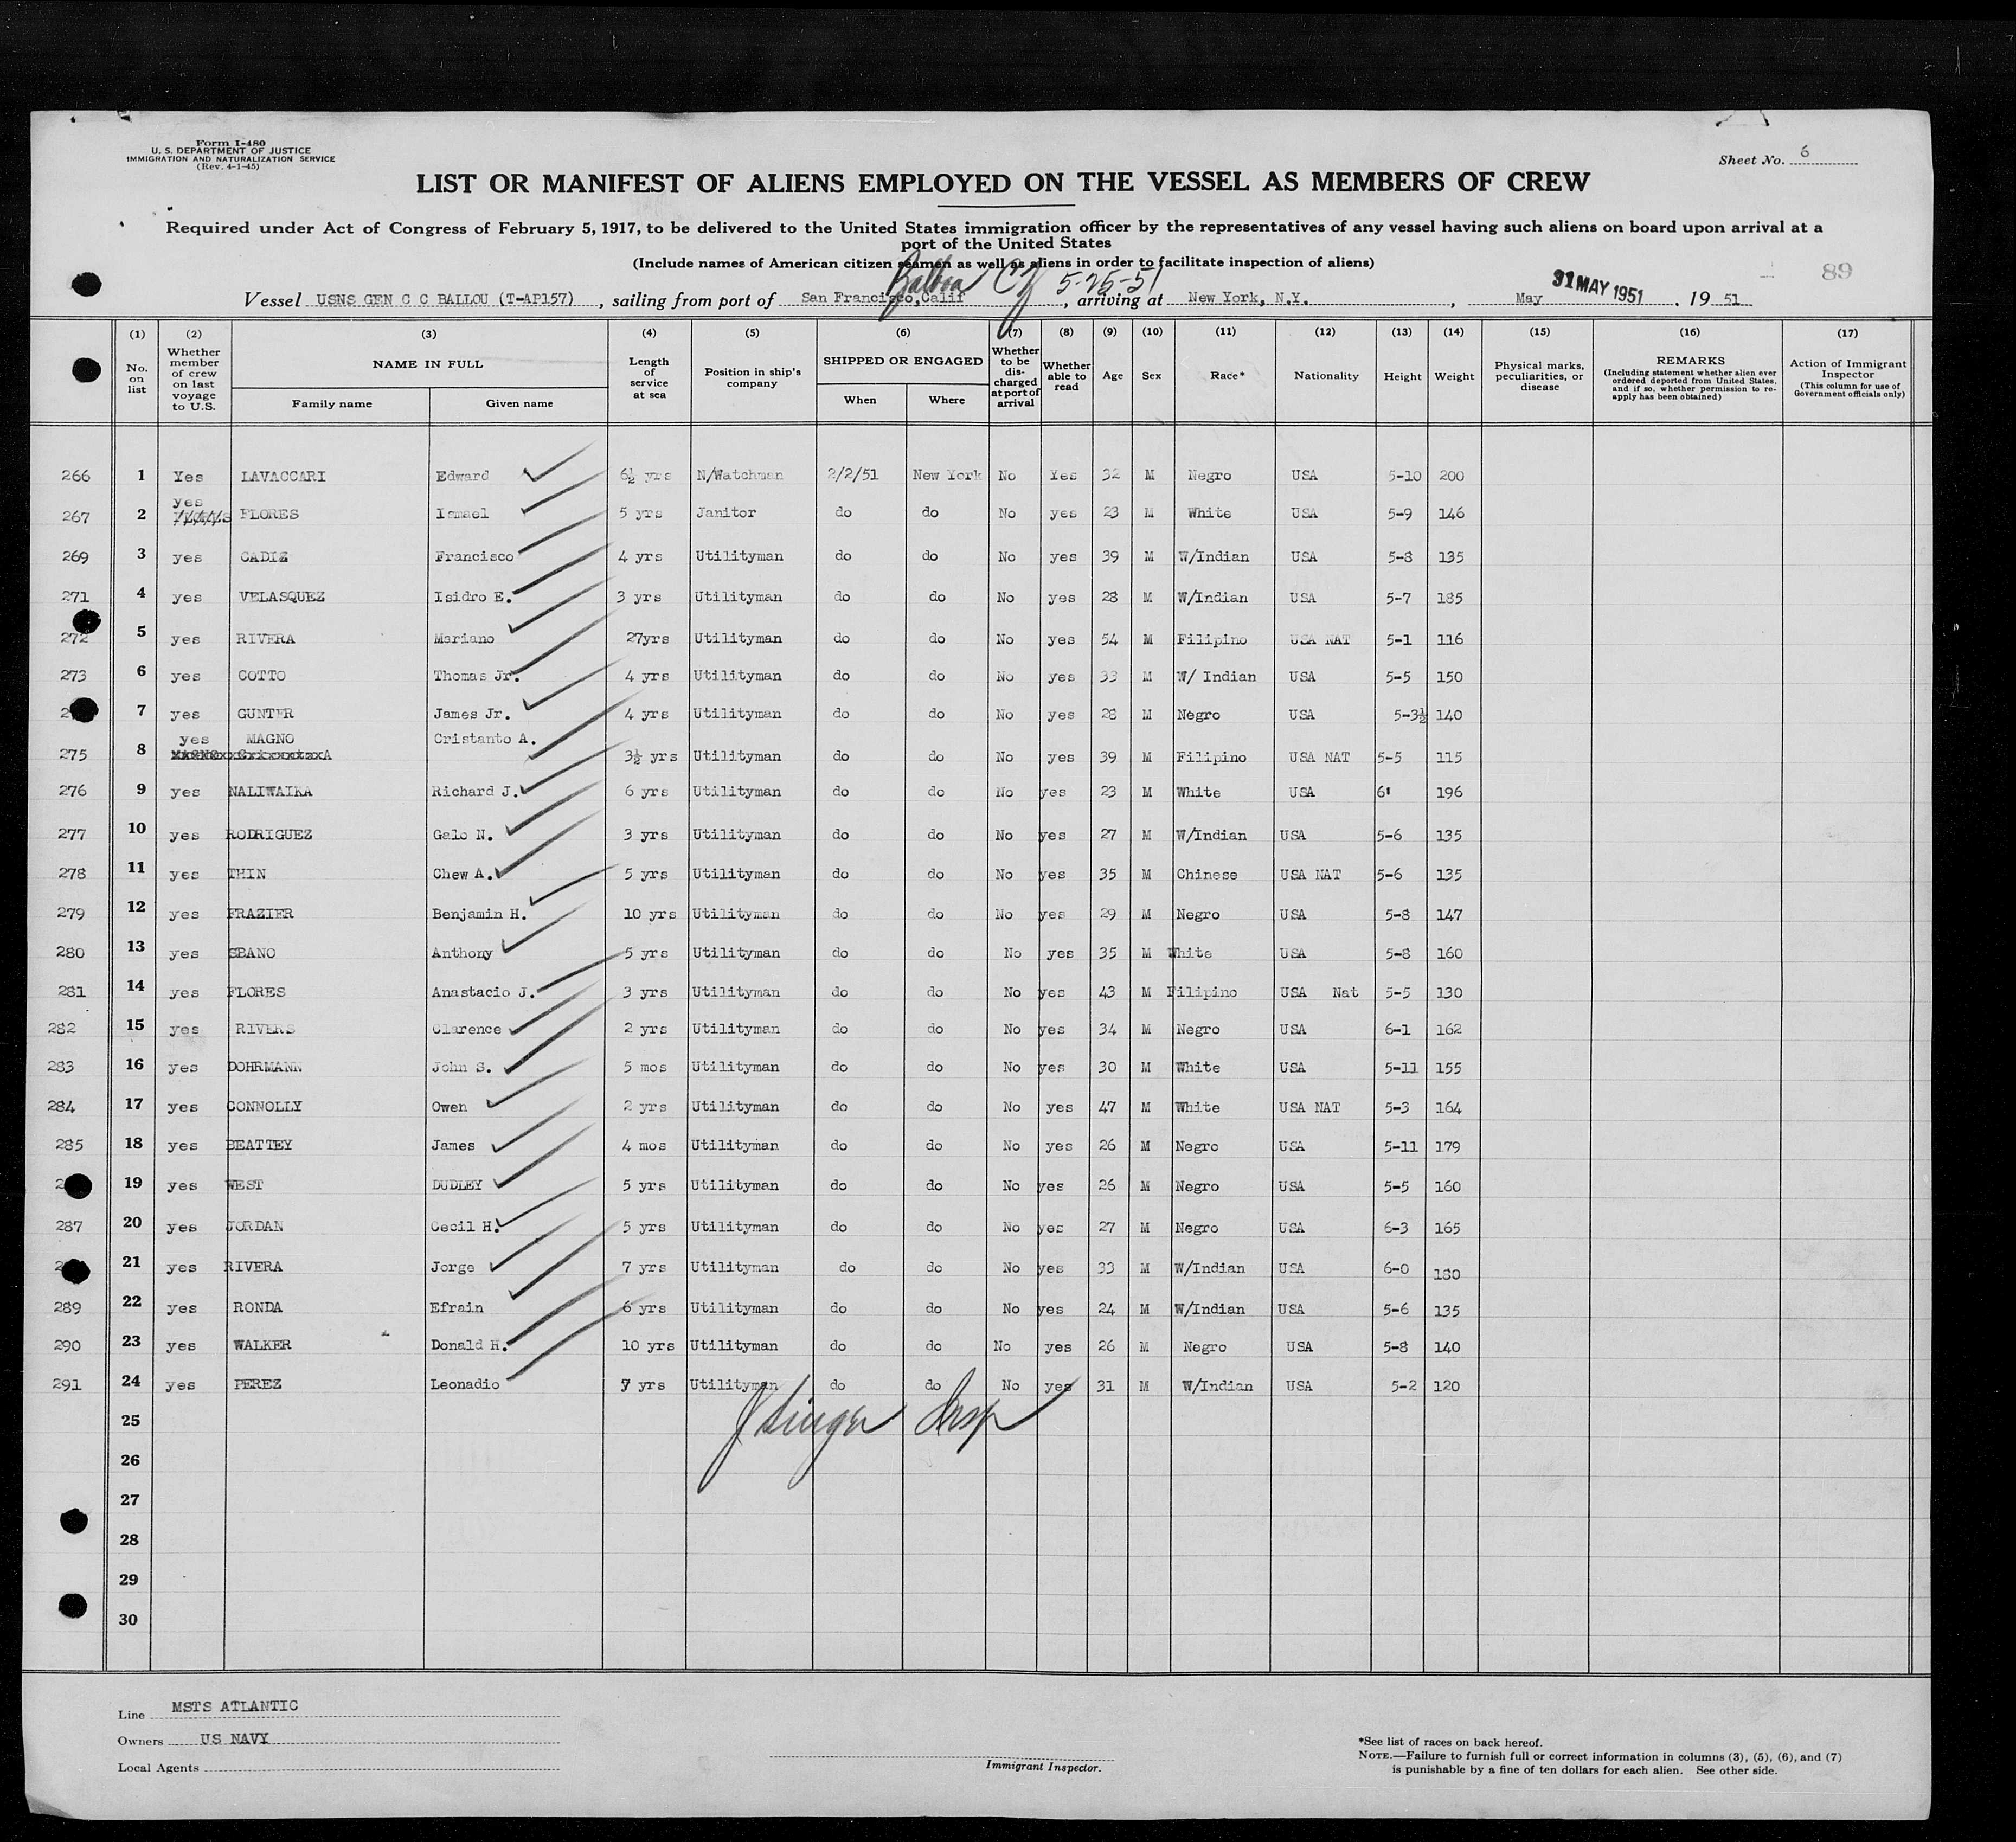 Form I-480
U. S. DEPARTMENT OF JUSTICE
IMMIGRATION AND NATURALIZATION SERVICE
(Rev. 4-1-45)
Sheet No. 6
LIST OR MANIFEST OF ALIENS EMPLOYED ON THE VESSEL AS MEMBERS OF CREW
Required under Act of Congress of February 5, 1917, to be delivered to the United States immigration officer by the representatives of any vessel having such aliens on board upon arrival at a
port of the United States
(Include names of American citizen seamen as well as aliens in order to facilitate inspection of aliens)
Balboa CZ 5-25-51
31 MAY 1951
89
Vessel USNS GEN C C BALLOU (T-AP157), sailing from port of San Francisco,Calif, arriving at New York, N.Y., May, 19 51
(1) (2) (3) (4) (5) (6) (7) (8) (9) (10) (11) (12) (13) (14) (15) (16) (17)
No. on list
Whether member of crew on last voyage to U.S.
NAME IN FULL
Family name
Given name
Length of service at sea
Position in ship's company
SHIPPED OR ENGAGED
When
Where
Whether to be discharged at port of arrival
Whether able to read
Age
Sex
Race*
Nationality
Height
Weight
Physical marks, peculiarities, or disease
REMARKS
(Including statement whether alien ever ordered deported from United States, and if so, whether permission to re-apply has been obtained)
Action of Immigrant Inspector
(This column for use of Government officials only)
266 1 Yes LAVACCARI Edward 6½ yrs N/Watchman 2/2/51 New York No Yes 32 M Negro USA 5-10 200
267 2 yes FLORES Ismael 5 yrs Janitor do do No yes 23 M White USA 5-9 146
269 3 yes CADIZ Francisco 4 yrs Utilityman do do No yes 39 M W/Indian USA 5-8 135
271 4 yes VELASQUEZ Isidro E. 3 yrs Utilityman do do No yes 28 M W/Indian USA 5-7 185
272 5 yes RIVERA Mariano 27yrs Utilityman do do No yes 54 M Filipino USA NAT 5-1 116
273 6 yes COTTO Thomas Jr. 4 yrs Utilityman do do No yes 33 M W/ Indian USA 5-5 150
7 yes GUNTER James Jr. 4 yrs Utilityman do do No yes 28 M Negro USA 5-3½ 140
275 8 yes MAGNO Cristanto A. 3½ yrs Utilityman do do No yes 39 M Filipino USA NAT 5-5 115
276 9 yes NALIWAIKA Richard J. 6 yrs Utilityman do do No yes 23 M White USA 6' 196
277 10 yes RODRIGUEZ Galo N. 3 yrs Utilityman do do No yes 27 M W/Indian USA 5-6 135
278 11 yes THIN Chew A. 5 yrs Utilityman do do No yes 35 M Chinese USA NAT 5-6 135
279 12 yes FRAZIER Benjamin H. 10 yrs Utilityman do do No yes 29 M Negro USA 5-8 147
280 13 yes SBANO Anthony 5 yrs Utilityman do do No yes 35 M White USA 5-8 160
281 14 yes FLORES Anastacio J. 3 yrs Utilityman do do No yes 43 M Filipino USA Nat 5-5 130
282 15 yes RIVERS Clarence 2 yrs Utilityman do do No yes 34 M Negro USA 6-1 162
283 16 yes DOHRMANN John S. 5 mos Utilityman do do No yes 30 M White USA 5-11 155
284 17 yes CONNOLLY Owen 2 yrs Utilityman do do No yes 47 M White USA NAT 5-3 164
285 18 yes BEATTEY James 4 mos Utilityman do do No yes 26 M Negro USA 5-11 179
19 yes WEST DUDLEY 5 yrs Utilityman do do No yes 26 M Negro USA 5-5 160
287 20 yes JORDAN Cecil H. 5 yrs Utilityman do do No yes 27 M Negro USA 6-3 165
21 yes RIVERA Jorge 7 yrs Utilityman do do No yes 33 M W/Indian USA 6-0 180
289 22 yes RONDA Efrain 6 yrs Utilityman do do No yes 24 M W/Indian USA 5-6 135
290 23 yes WALKER Donald H. 10 yrs Utilityman do do No yes 26 M Negro USA 5-8 140
291 24 yes PEREZ Leonadio 7 yrs Utilityman do do No yes 31 M W/Indian USA 5-2 120
25
26
27
28
29
30
Line MSTS ATLANTIC
Owners US NAVY
Local Agents
Immigrant Inspector.
*See list of races on back hereof.
NOTE.—Failure to furnish full or correct information in columns (3), (5), (6), and (7)
is punishable by a fine of ten dollars for each alien. See other side.